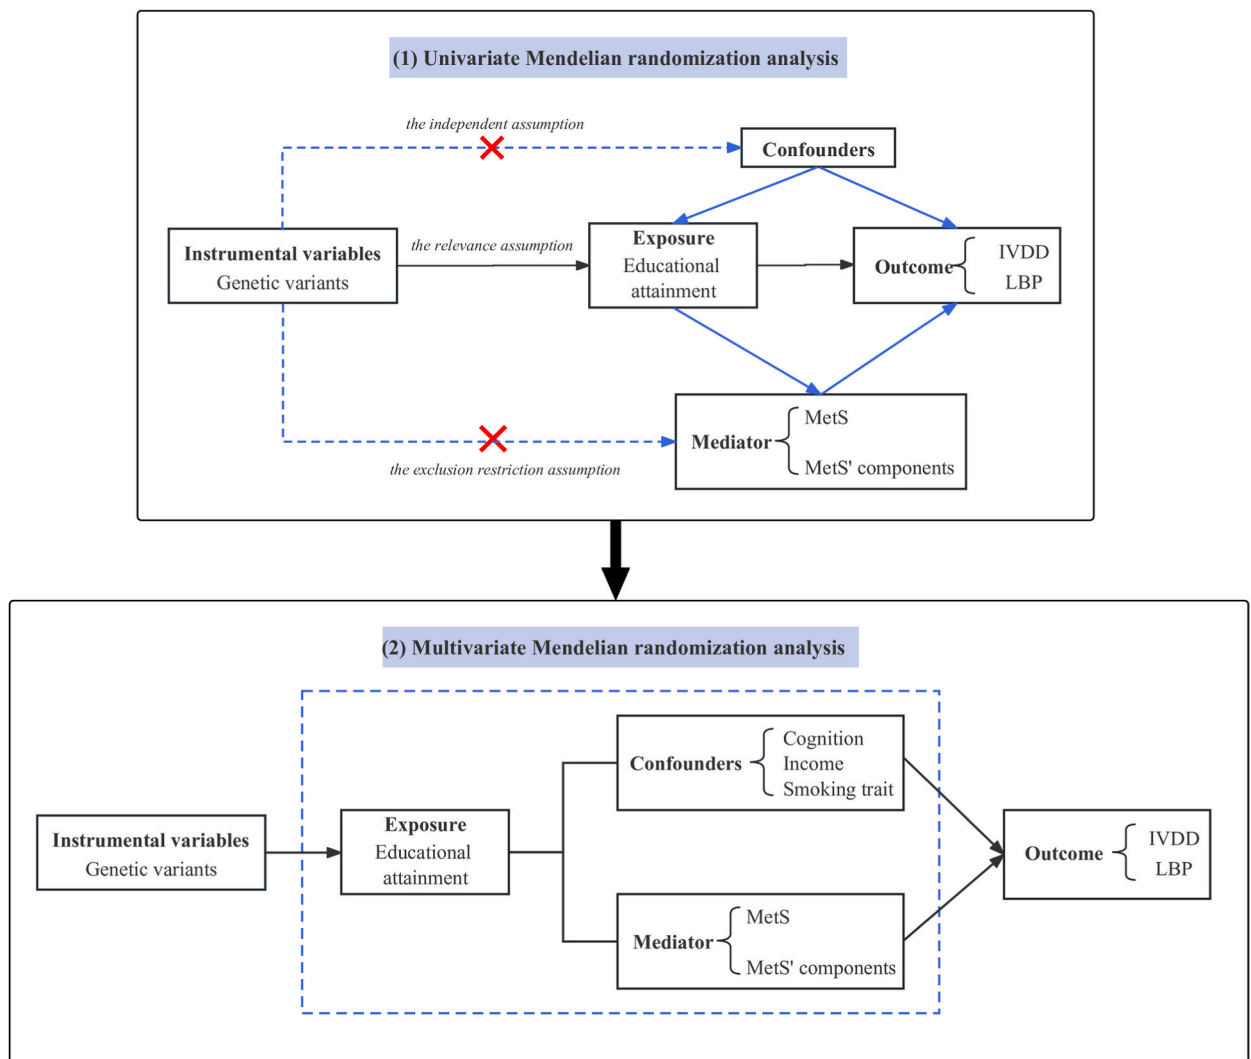 (1) Univariate Mendelian randomization analysis
the independent assumption
Confounders
Instrumental variables
Genetic variants
the relevance assumption
Exposure
Educational
attainment
Outcome
IVDD
LBP
Mediator
MetS
MetS' components
the exclusion restriction assumption
(2) Multivariate Mendelian randomization analysis
Instrumental variables
Genetic variants
Exposure
Educational
attainment
Confounders
Cognition
Income
Smoking trait
Mediator
MetS
MetS' components
Outcome
IVDD
LBP